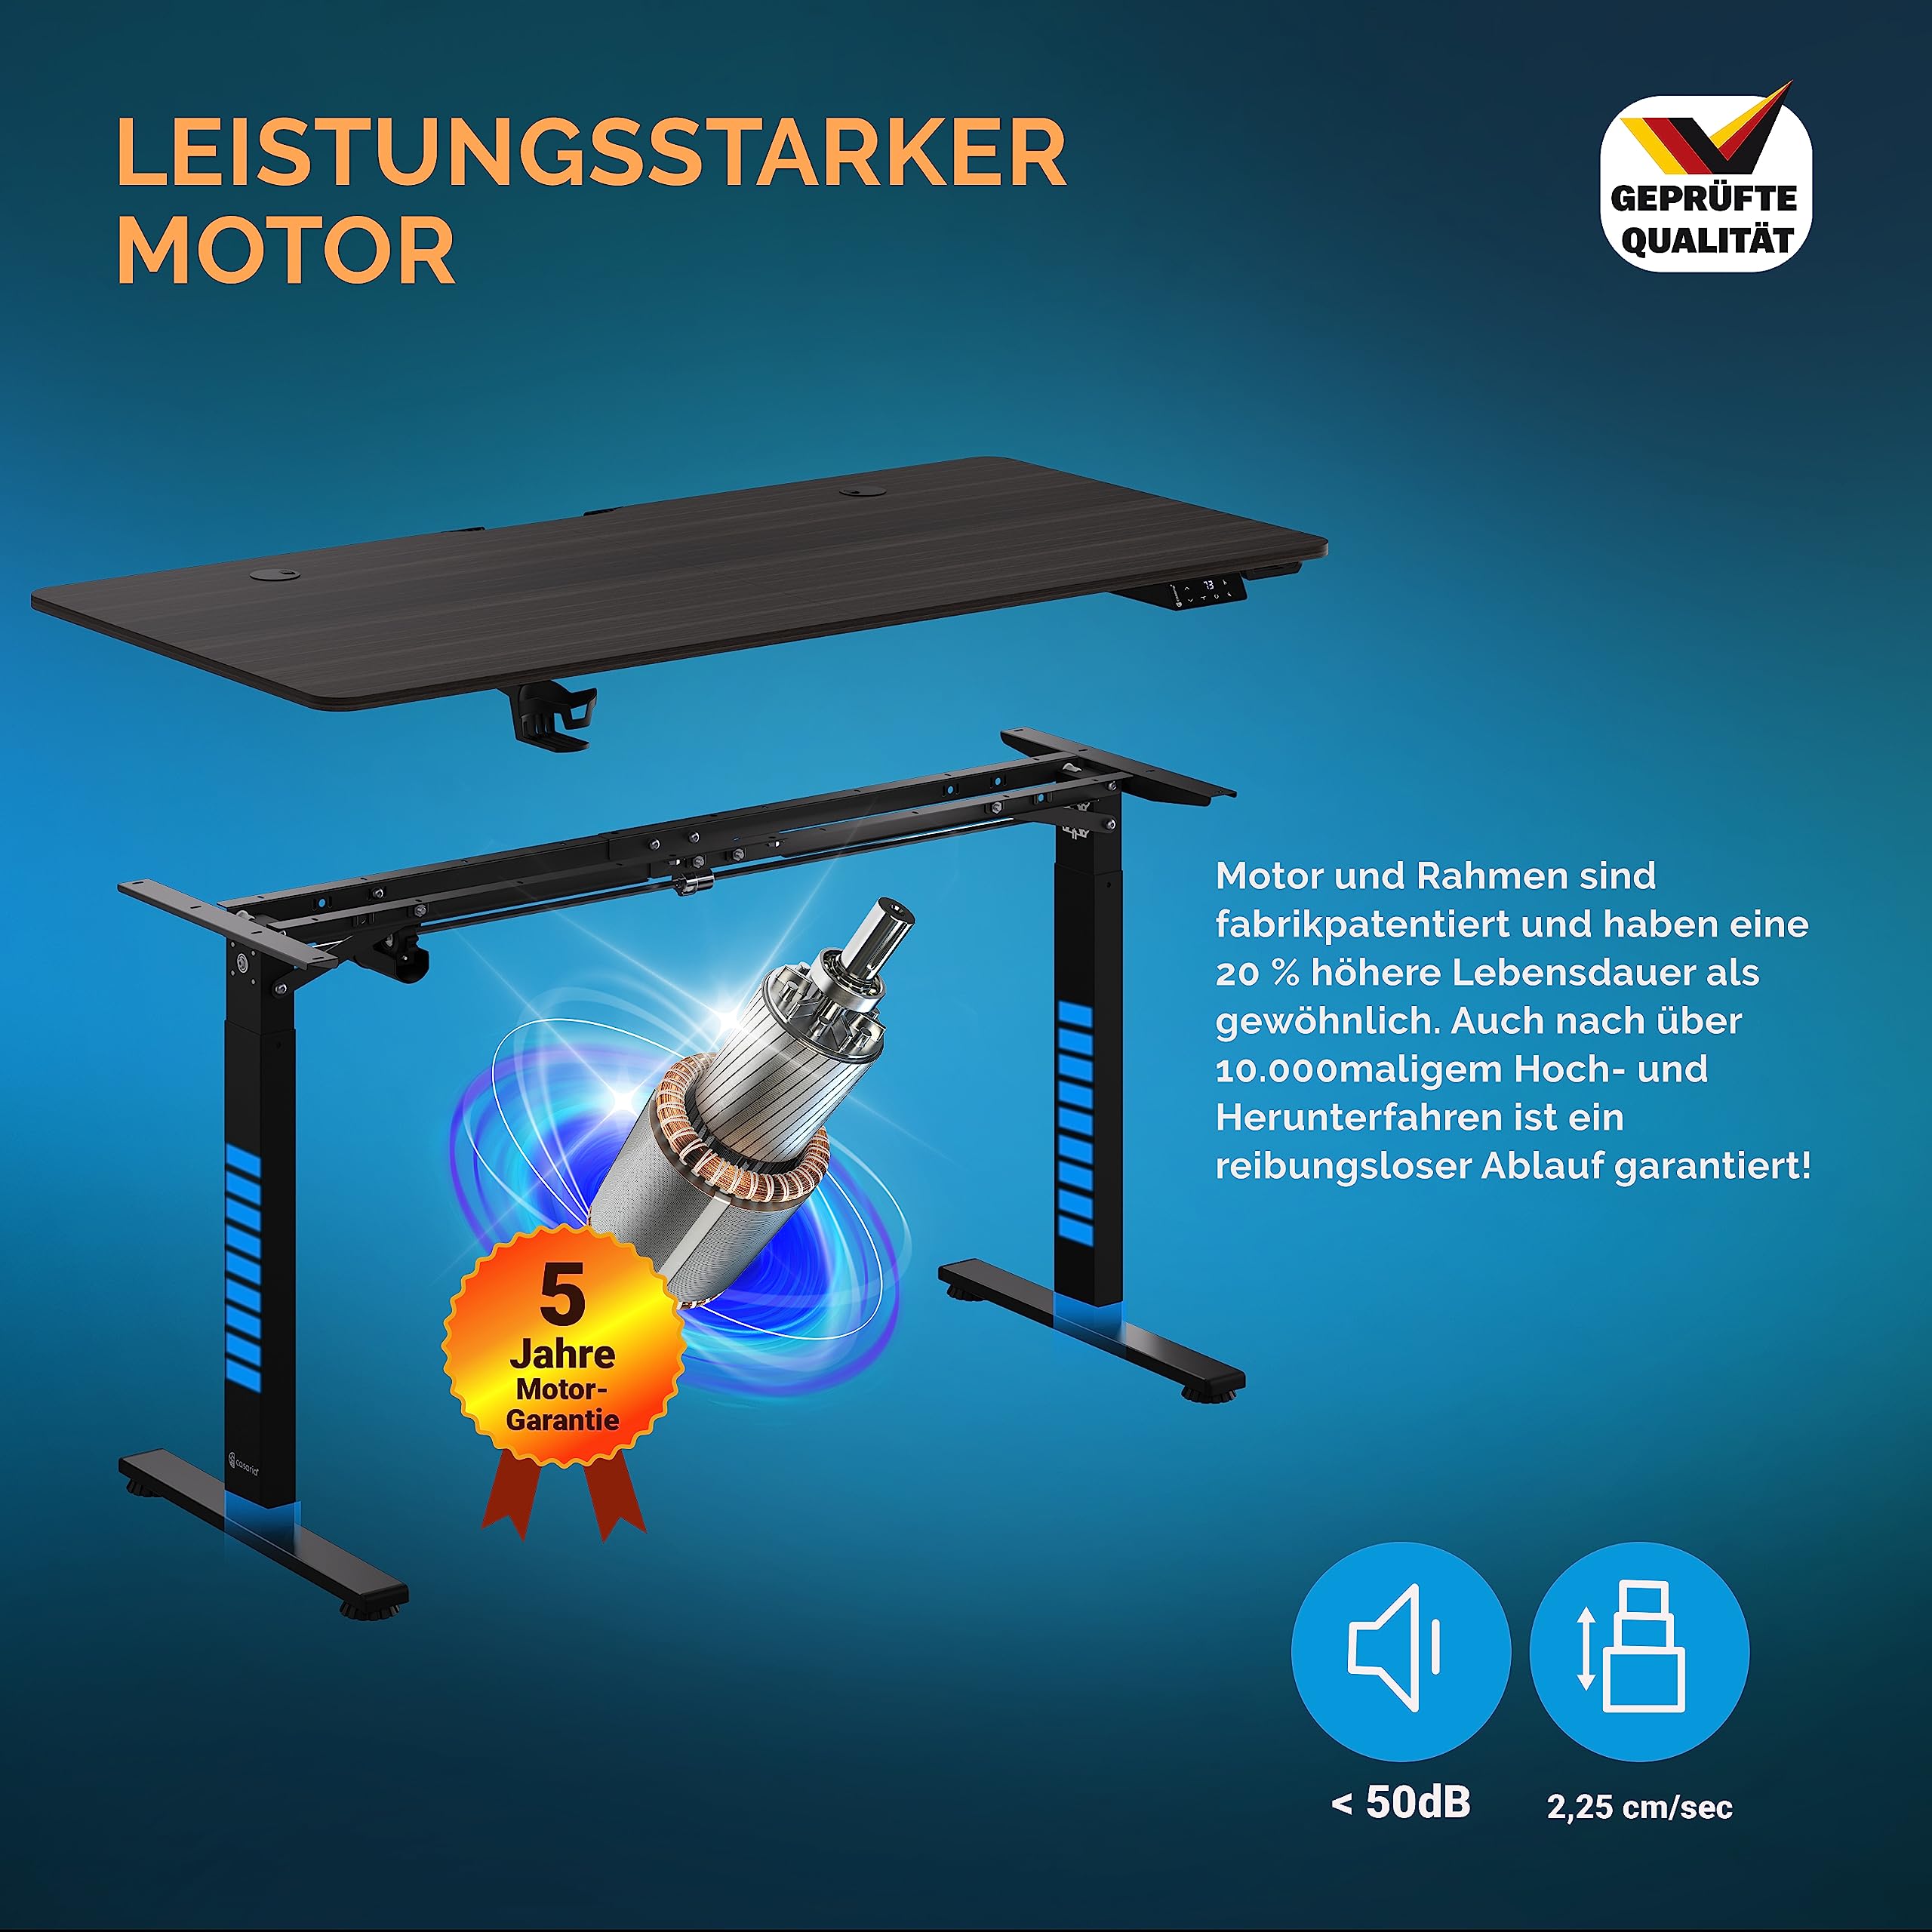 LEISTUNGSSTARKER
MOTOR
GEPRÜFTE
QUALITÄT
73
Motor und Rahmen sind
fabrikpatentiert und haben eine
20 % höhere Lebensdauer als
gewöhnlich. Auch nach über
10.000maligem Hoch- und
Herunterfahren ist ein
reibungsloser Ablauf garantiert!
5
Jahre
Motor-
Garantie
casaria®
< 50dB
2,25 cm/sec